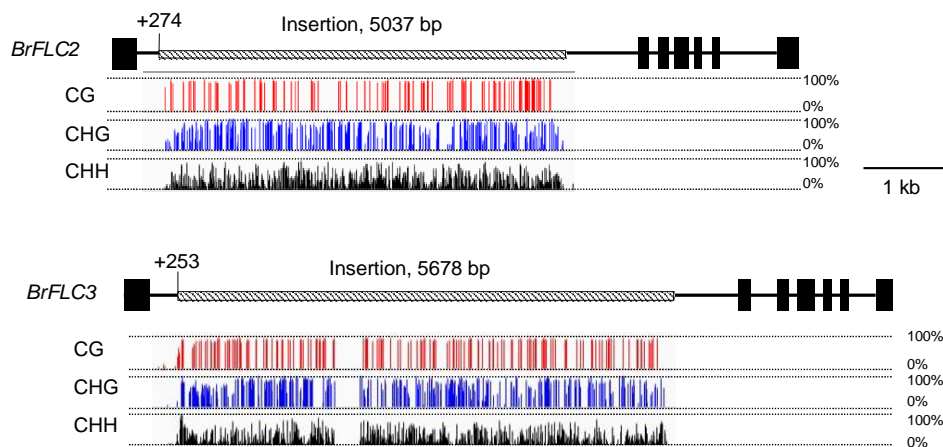 +274
Insertion, 5037 bp
BrFLC2
CG
100%
0%
CHG
100%
0%
CHH
100%
0%
1 kb
+253
Insertion, 5678 bp
BrFLC3
CG
100%
0%
CHG
100%
0%
CHH
100%
0%